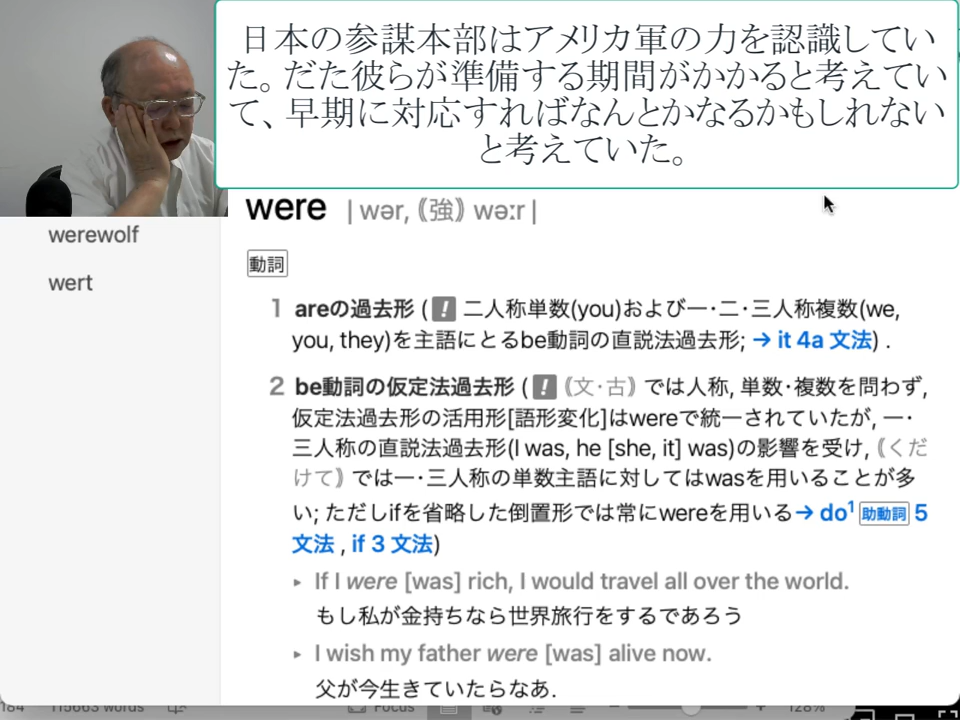 日本の参謀本部はアメリカ軍の力を認識してい
た。だた彼らが準備する期間がかかると考えてい
て、早期に対応すればなんとかなるかもしれない
と考えていた。
were |wər, 《強》 wəːr|
werewolf
wert
動詞
1 areの過去形 ( ! 二人称単数(you)および一・二・三人称複数(we,
you, they)を主語にとるbe動詞の直説法過去形; → it 4a 文法) .
2 be動詞の仮定法過去形 ( ! 《文・古》 では人称, 単数・複数を問わず,
仮定法過去形の活用形[語形変化]はwereで統一されていたが, 一・
三人称の直説法過去形(I was, he [she, it] was)の影響を受け, 《くだ
けて》 では一・三人称の単数主語に対してはwasを用いることが多
い; ただしifを省略した倒置形では常にwereを用いる→ do¹ 助動詞 5
文法 , if 3 文法)
▸ If I were [was] rich, I would travel all over the world.
もし私が金持ちなら世界旅行をするであろう
▸ I wish my father were [was] alive now.
父が今生きていたらなあ.
184 115663 words Focus 128%